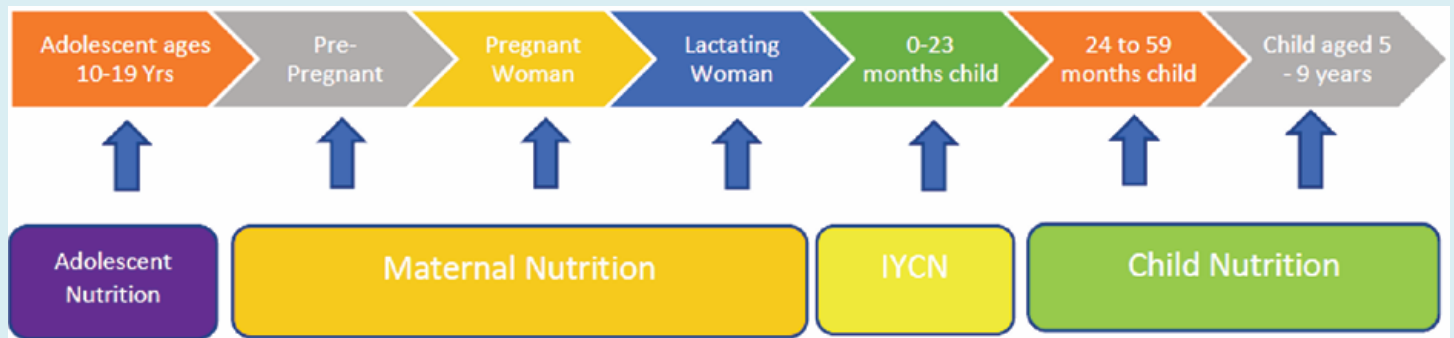 Adolescent ages
10-19 Yrs
Pre-
Pregnant
Pregnant
Woman
Lactating
Woman
0-23
months child
24 to 59
months child
Child aged 5
- 9 years
Adolescent
Nutrition
Maternal Nutrition
IYCN
Child Nutrition